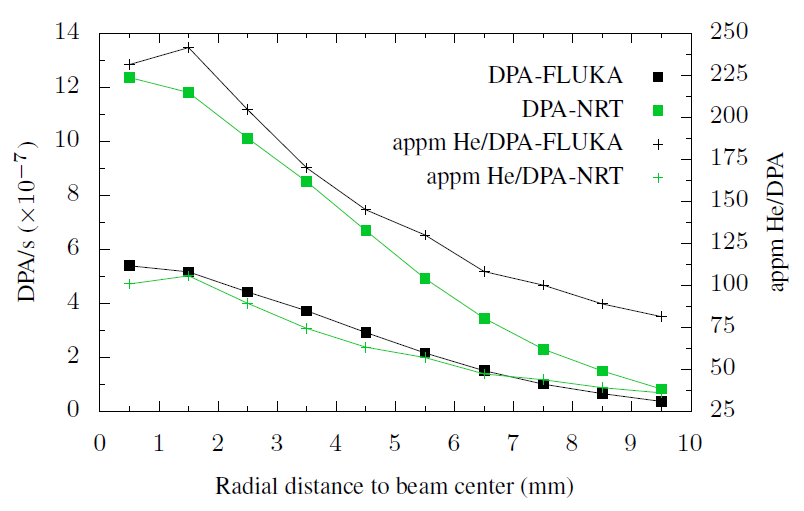 14
12
10
8
6
4
2
0
DPA/s (×10−7)
250
225
200
175
150
125
100
75
50
25
appm He/DPA
DPA-FLUKA
DPA-NRT
appm He/DPA-FLUKA
appm He/DPA-NRT
0 1 2 3 4 5 6 7 8 9 10
Radial distance to beam center (mm)